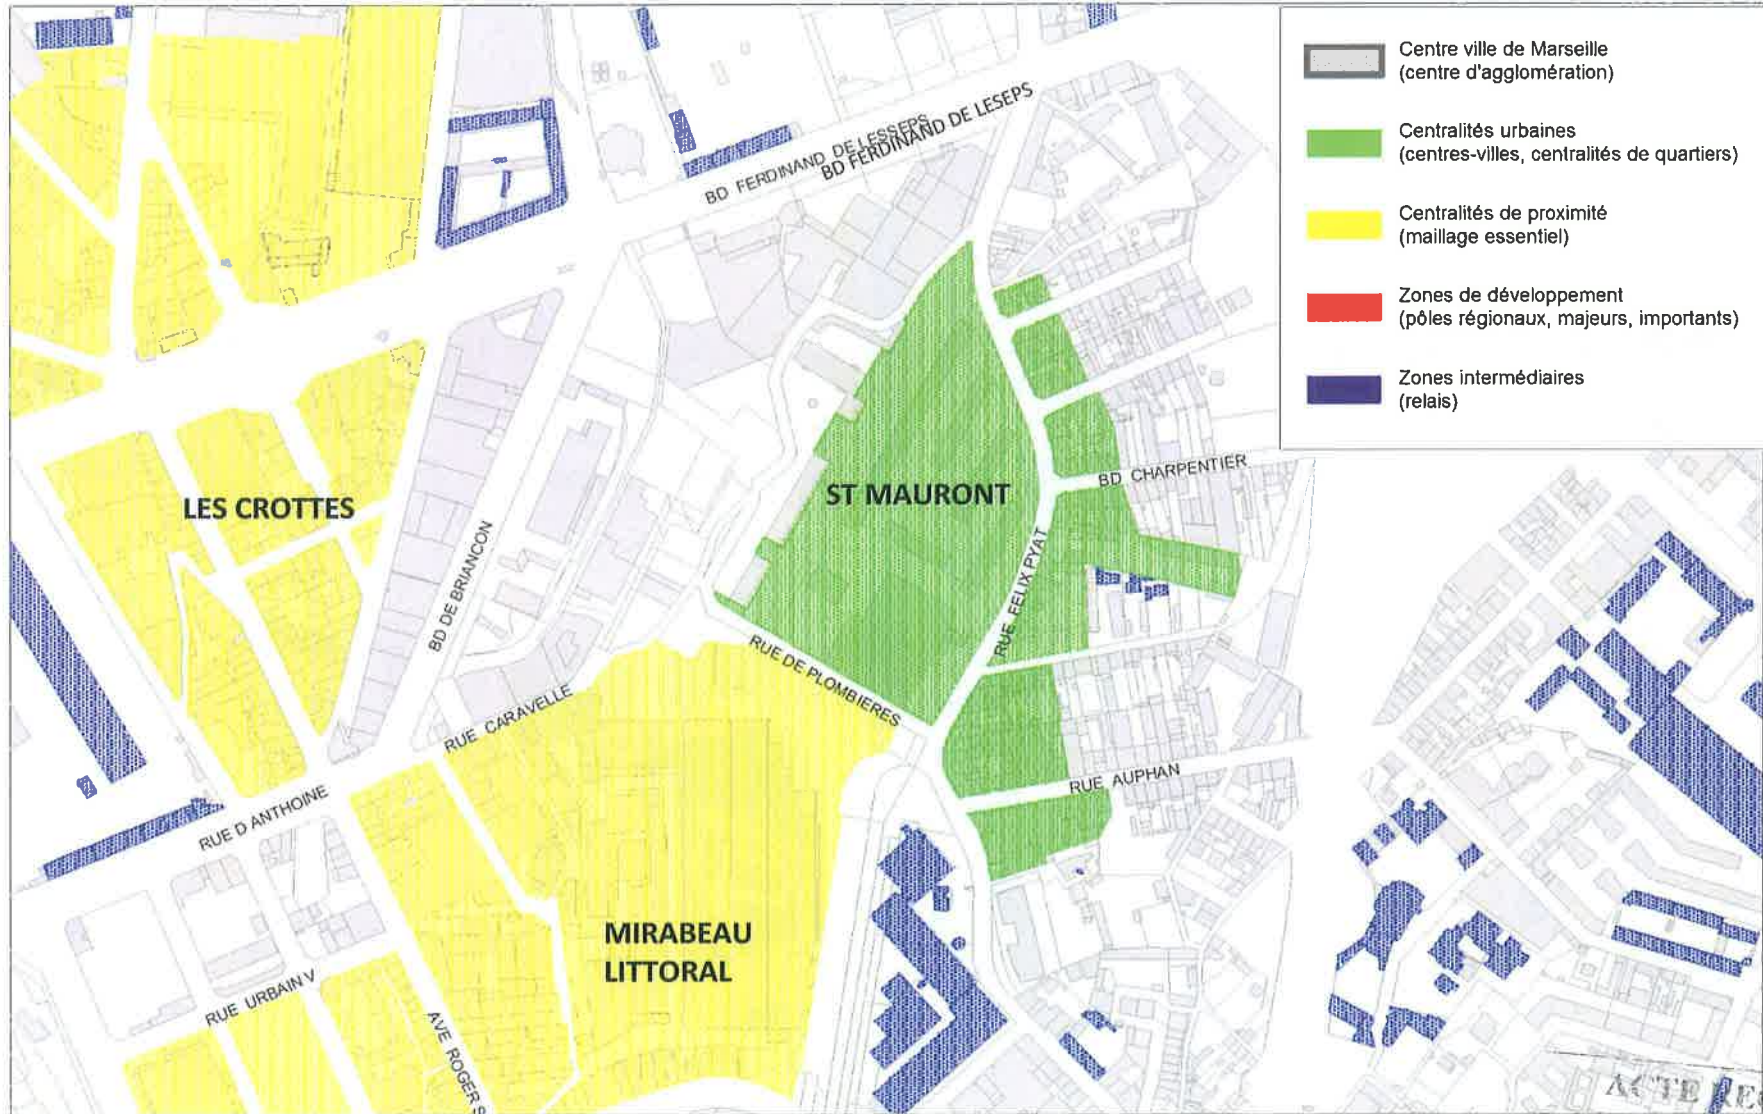 Centre ville de Marseille
(centre d'agglomération)
Centralités urbaines
(centres-villes, centralités de quartiers)
Centralités de proximité
(maillage essentiel)
Zones de développement
(pôles régionaux, majeurs, importants)
Zones intermédiaires
(relais)
BD FERDINAND DE LESSEPS
BD FERDINAND DE LESEPS
LES CROTTES
ST MAURONT
BD CHARPENTIER
BD DE BRIANCON
RUE FELIX PYAT
RUE DE PLOMBIERES
RUE CARAVELLE
RUE AUPHAN
RUE D ANTHOINE
MIRABEAU
LITTORAL
RUE URBAIN V
AVE ROGER S
ACTE RE